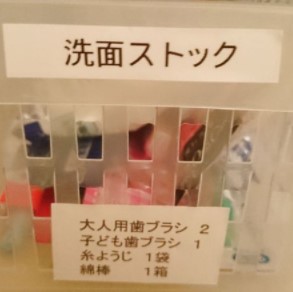 洗面ストック
大人用歯ブラシ 2
子ども歯ブラシ 1
糸ようじ 1袋
綿棒 1箱